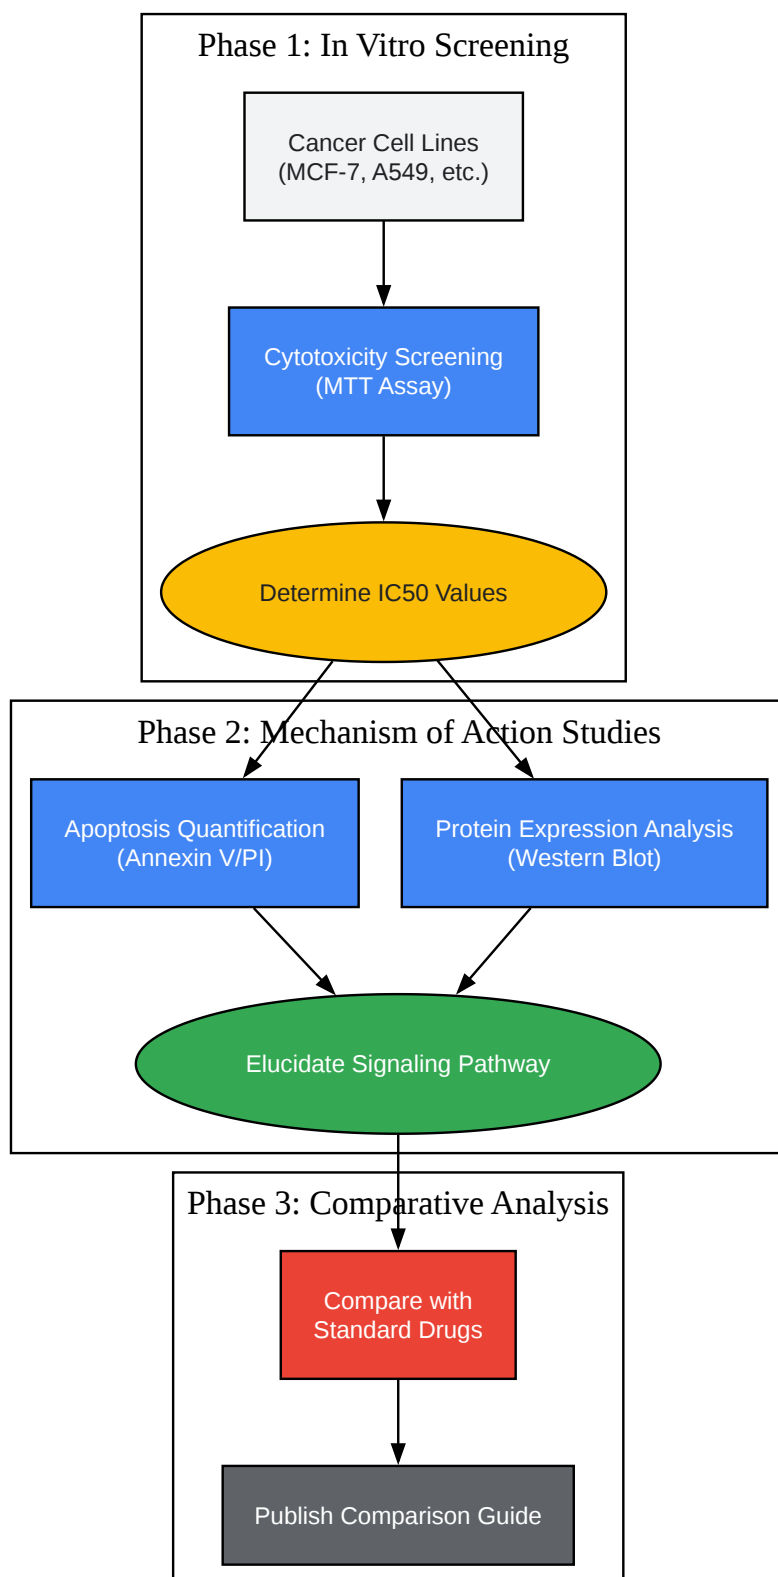 Phase 1: In Vitro Screening
Cancer Cell Lines
(MCF-7, A549, etc.)
Cytotoxicity Screening
(MTT Assay)
Determine IC50 Values
Phase 2: Mechanism of Action Studies
Apoptosis Quantification
(Annexin V/PI)
Protein Expression Analysis
(Western Blot)
Elucidate Signaling Pathway
Phase 3: Comparative Analysis
Compare with
Standard Drugs
Publish Comparison Guide